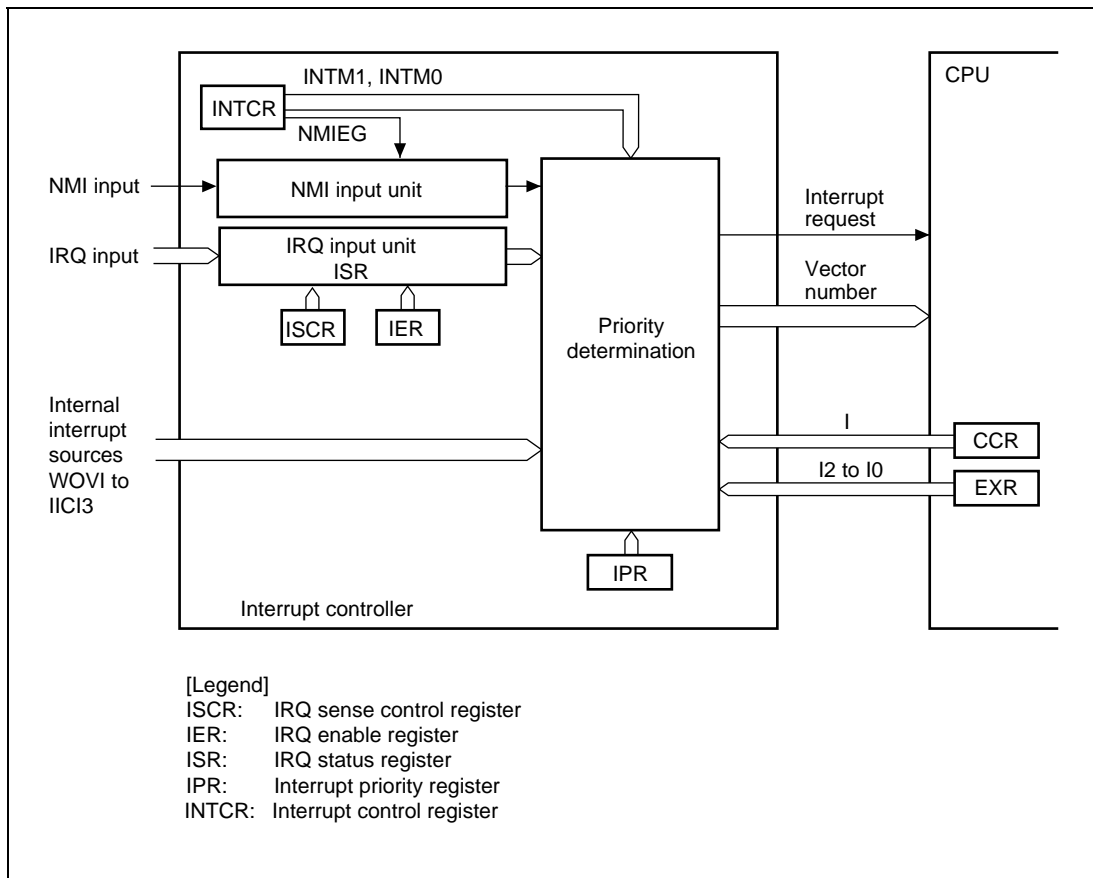 INTM1, INTM0
CPU
INTCR
NMIEG
NMI input
NMI input unit
Interrupt
request
IRQ input
IRQ input unit
ISR
Vector
number
ISCR
IER
Priority
determination
Internal
interrupt
sources
WOVI to
IICI3
I
CCR
I2 to I0
EXR
IPR
Interrupt controller
[Legend]
ISCR: IRQ sense control register
IER: IRQ enable register
ISR: IRQ status register
IPR: Interrupt priority register
INTCR: Interrupt control register